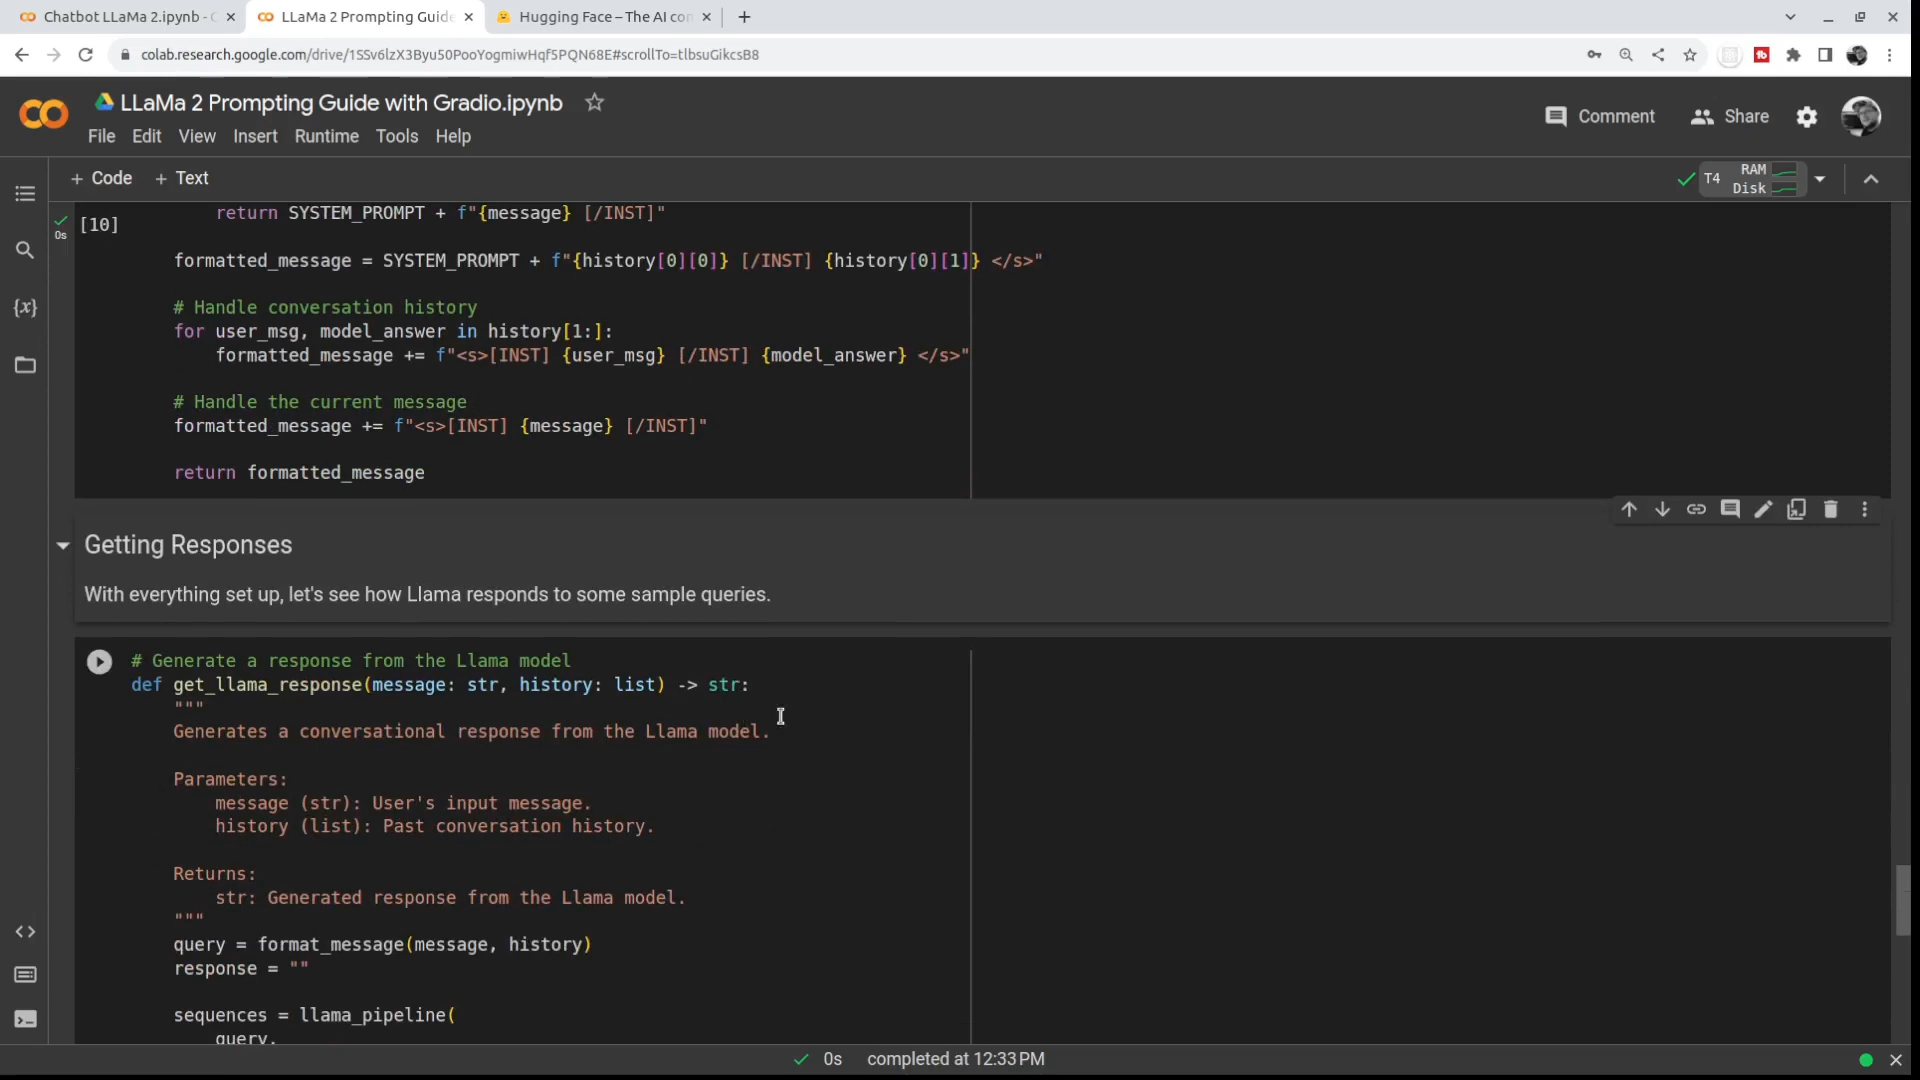 Chatbot LLaMa 2.ipynb - C
LLaMa 2 Prompting Guide
Hugging Face – The AI con
colab.research.google.com/drive/1SSv6lzX3Byu50PooYogmiwHqf5PQN68E#scrollTo=tlbsuGikcsB8
LLaMa 2 Prompting Guide with Gradio.ipynb
Comment
Share
File Edit View Insert Runtime Tools Help
+ Code + Text
T4
RAM
Disk
[10]
0s
return SYSTEM_PROMPT + f"{message} [/INST]"
formatted_message = SYSTEM_PROMPT + f"{history[0][0]} [/INST] {history[0][1]} </s>"
# Handle conversation history
for user_msg, model_answer in history[1:]:
formatted_message += f"<s>[INST] {user_msg} [/INST] {model_answer} </s>"
# Handle the current message
formatted_message += f"<s>[INST] {message} [/INST]"
return formatted_message
Getting Responses
With everything set up, let's see how Llama responds to some sample queries.
# Generate a response from the Llama model
def get_llama_response(message: str, history: list) -> str:
"""
Generates a conversational response from the Llama model.
Parameters:
message (str): User's input message.
history (list): Past conversation history.
Returns:
str: Generated response from the Llama model.
"""
query = format_message(message, history)
response = ""
sequences = llama_pipeline(
query,
0s completed at 12:33 PM